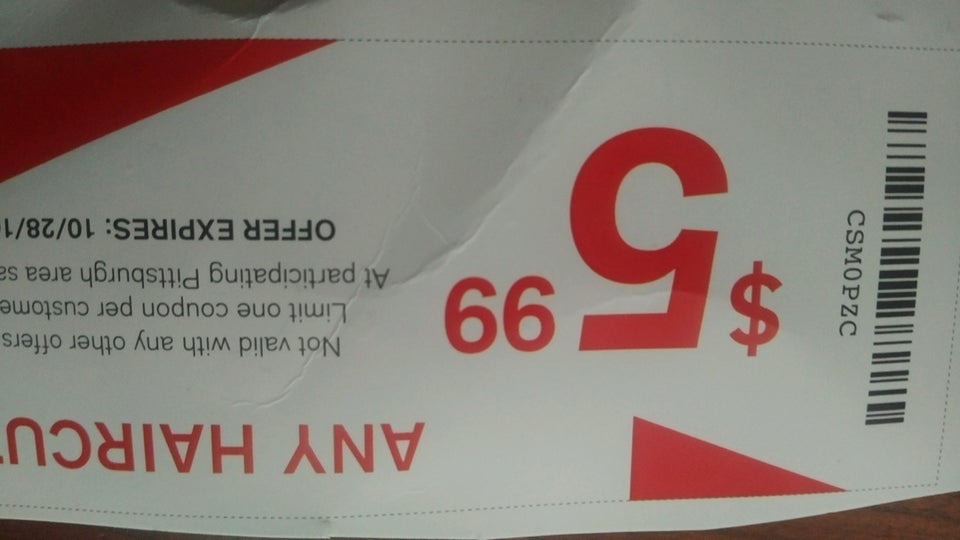 CSM0PZC
$5 99
ANY HAIRCUT
Not valid with any other offers
Limit one coupon per custome
At participating Pittsburgh area sa
OFFER EXPIRES: 10/28/1